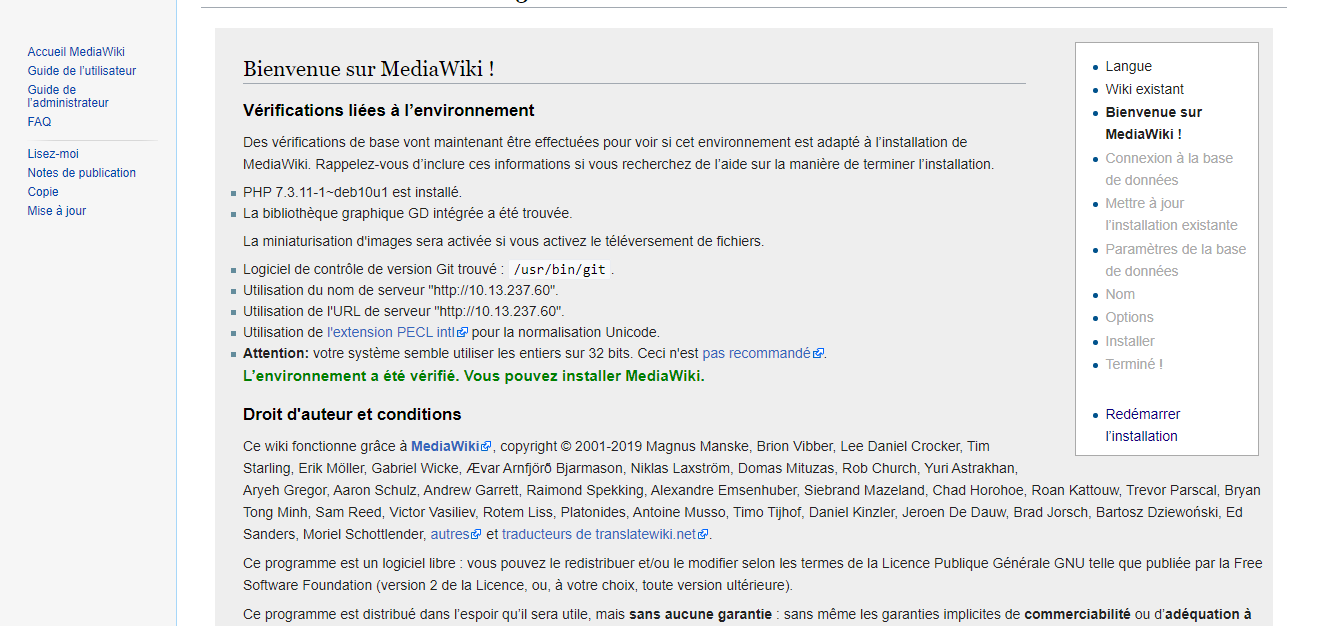 Accueil MediaWiki
Guide de l’utilisateur
Guide de
l’administrateur
FAQ
Lisez-moi
Notes de publication
Copie
Mise à jour
Bienvenue sur MediaWiki !
Vérifications liées à l’environnement
Des vérifications de base vont maintenant être effectuées pour voir si cet environnement est adapté à l’installation de
MediaWiki. Rappelez-vous d’inclure ces informations si vous recherchez de l’aide sur la manière de terminer l’installation.
PHP 7.3.11-1~deb10u1 est installé.
La bibliothèque graphique GD intégrée a été trouvée.
La miniaturisation d'images sera activée si vous activez le téléversement de fichiers.
Logiciel de contrôle de version Git trouvé : /usr/bin/git.
Utilisation du nom de serveur "http://10.13.237.60".
Utilisation de l'URL de serveur "http://10.13.237.60".
Utilisation de l'extension PECL intl pour la normalisation Unicode.
Attention: votre système semble utiliser les entiers sur 32 bits. Ceci n'est pas recommandé.
L’environnement a été vérifié. Vous pouvez installer MediaWiki.
Droit d'auteur et conditions
Ce wiki fonctionne grâce à MediaWiki, copyright © 2001-2019 Magnus Manske, Brion Vibber, Lee Daniel Crocker, Tim
Starling, Erik Möller, Gabriel Wicke, Ævar Arnfjörð Bjarmason, Niklas Laxström, Domas Mituzas, Rob Church, Yuri Astrakhan,
Aryeh Gregor, Aaron Schulz, Andrew Garrett, Raimond Spekking, Alexandre Emsenhuber, Siebrand Mazeland, Chad Horohoe, Roan Kattouw, Trevor Parscal, Bryan
Tong Minh, Sam Reed, Victor Vasiliev, Rotem Liss, Platonides, Antoine Musso, Timo Tijhof, Daniel Kinzler, Jeroen De Dauw, Brad Jorsch, Bartosz Dziewoński, Ed
Sanders, Moriel Schottlender, autres et traducteurs de translatewiki.net.
Ce programme est un logiciel libre : vous pouvez le redistribuer et/ou le modifier selon les termes de la Licence Publique Générale GNU telle que publiée par la Free
Software Foundation (version 2 de la Licence, ou, à votre choix, toute version ultérieure).
Ce programme est distribué dans l’espoir qu’il sera utile, mais sans aucune garantie : sans même les garanties implicites de commerciabilité ou d’adéquation à
Langue
Wiki existant
Bienvenue sur
MediaWiki !
Connexion à la base
de données
Mettre à jour
l’installation existante
Paramètres de la base
de données
Nom
Options
Installer
Terminé !
Redémarrer
l’installation